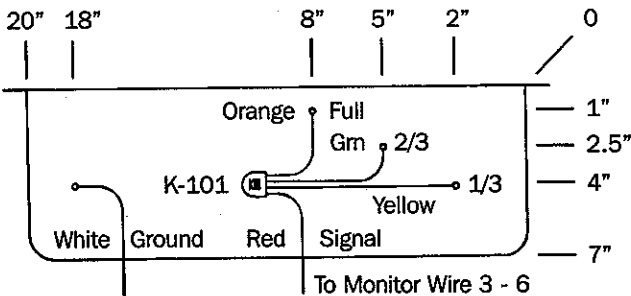 20" 18" 8" 5" 2" 0
Orange Full 1"
Grn 2/3 2.5"
K-101 1/3 4"
Yellow
White Ground Red Signal
7"
To Monitor Wire 3 - 6